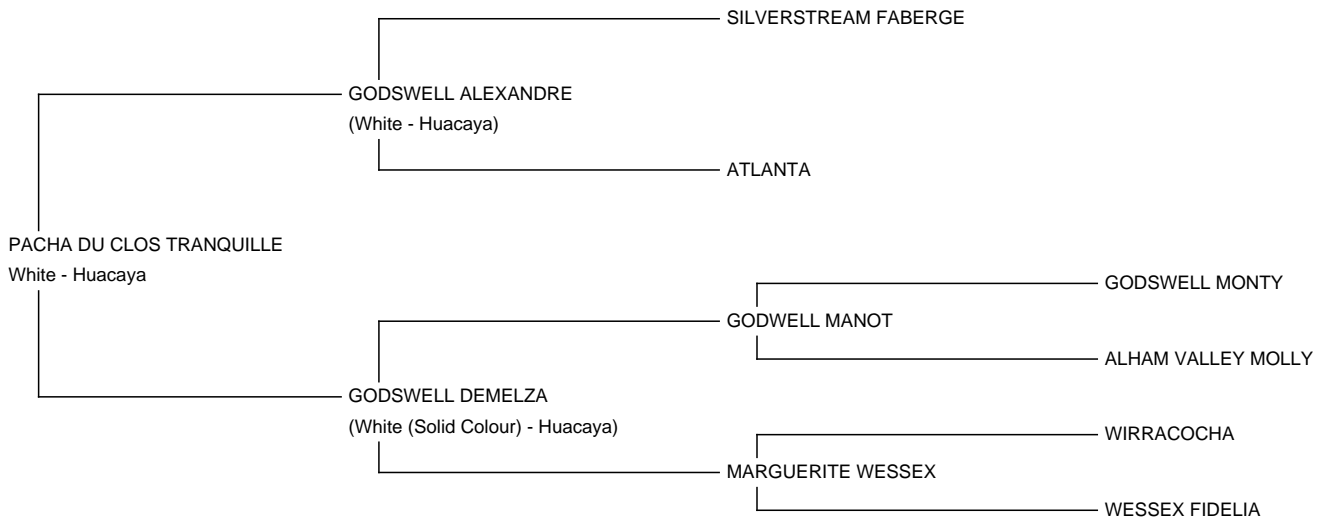 SILVERSTREAM FABERGE
GODSWELL ALEXANDRE
(White - Huacaya)
ATLANTA
PACHA DU CLOS TRANQUILLE
White - Huacaya
GODSWELL MONTY
GODWELL MANOT
ALHAM VALLEY MOLLY
GODSWELL DEMELZA
(White (Solid Colour) - Huacaya)
WIRRACOCHA
MARGUERITE WESSEX
WESSEX FIDELIA